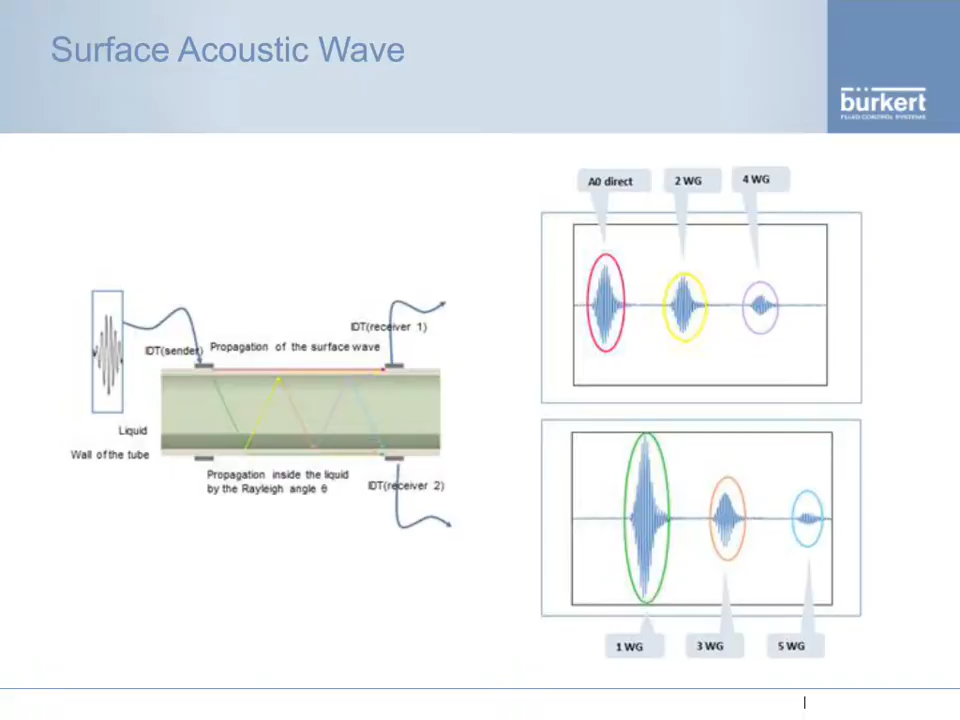 Surface Acoustic Wave
bürkert
FLUID CONTROL SYSTEMS
A0 direct
2 WG
4 WG
IDT(receiver 1)
IDT(sender)
Propagation of the surface wave
Liquid
Wall of the tube
Propagation inside the liquid
by the Rayleigh angle θ
IDT(receiver 2)
1 WG
3 WG
5 WG